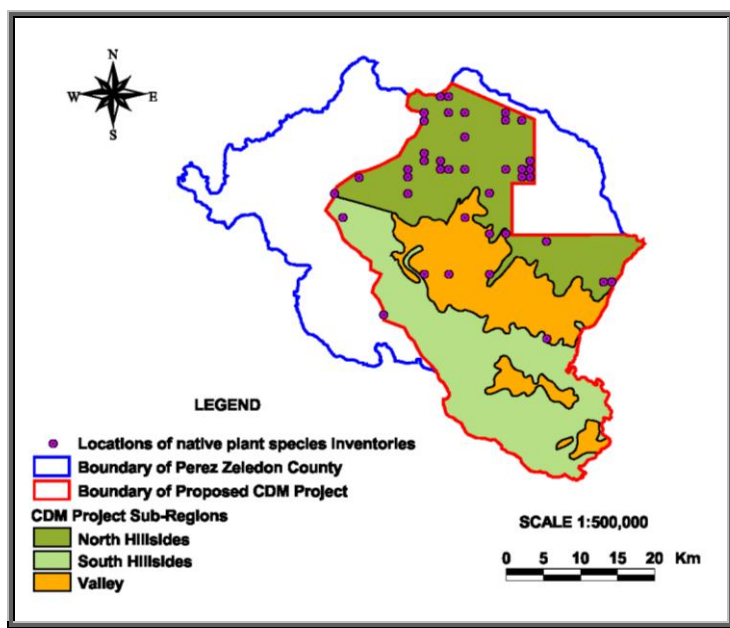 N
W E
S
LEGEND
Locations of native plant species inventories
Boundary of Perez Zeledon County
Boundary of Proposed CDM Project
CDM Project Sub-Regions
North Hillsides
South Hillsides
Valley
SCALE 1:500,000
0 5 10 15 20 Km